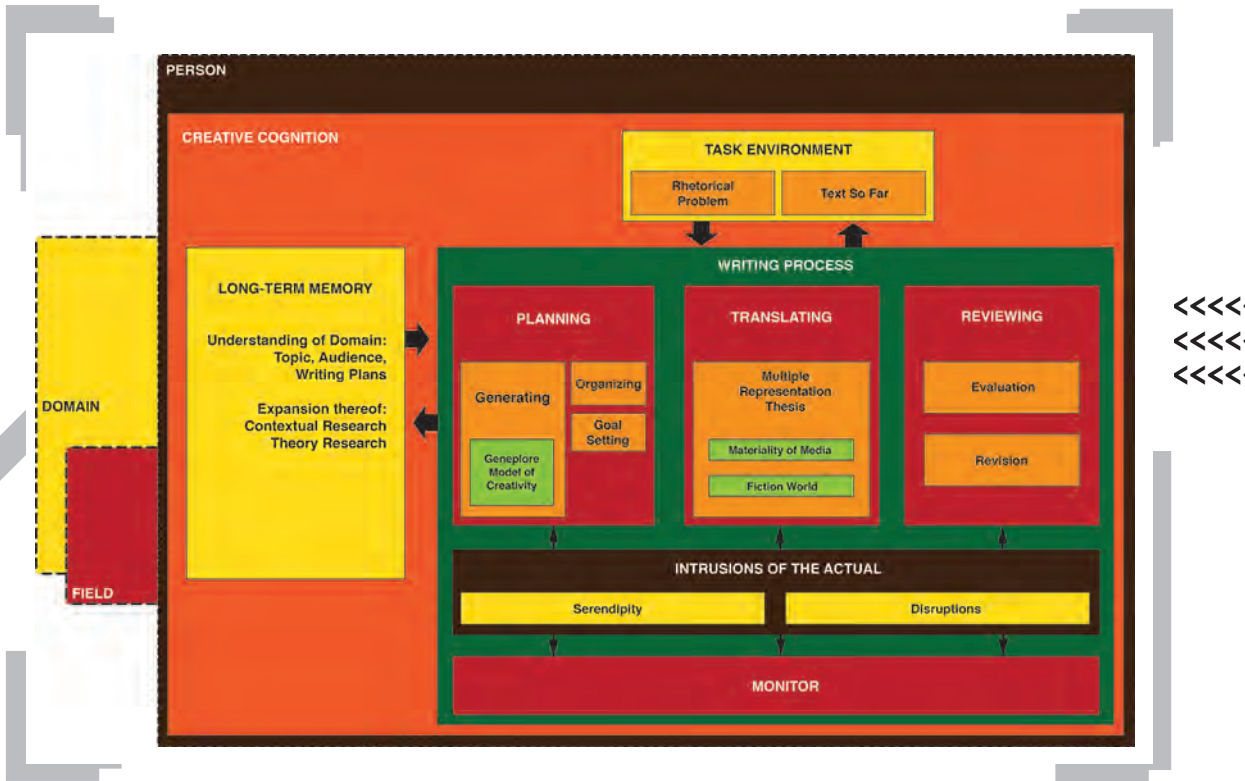 PERSON
CREATIVE COGNITION
TASK ENVIRONMENT
Rhetorical
Problem
Text So Far
WRITING PROCESS
LONG-TERM MEMORY
Understanding of Domain:
Topic, Audience,
Writing Plans
Expansion thereof:
Contextual Research
Theory Research
DOMAIN
FIELD
PLANNING
Generating
Geneplore
Model of
Creativity
Organizing
Goal
Setting
TRANSLATING
Multiple
Representation
Thesis
Materiality of Media
Fiction World
REVIEWING
Evaluation
Revision
INTRUSIONS OF THE ACTUAL
Serendipity
Disruptions
MONITOR
<<<<<
<<<<<
<<<<<